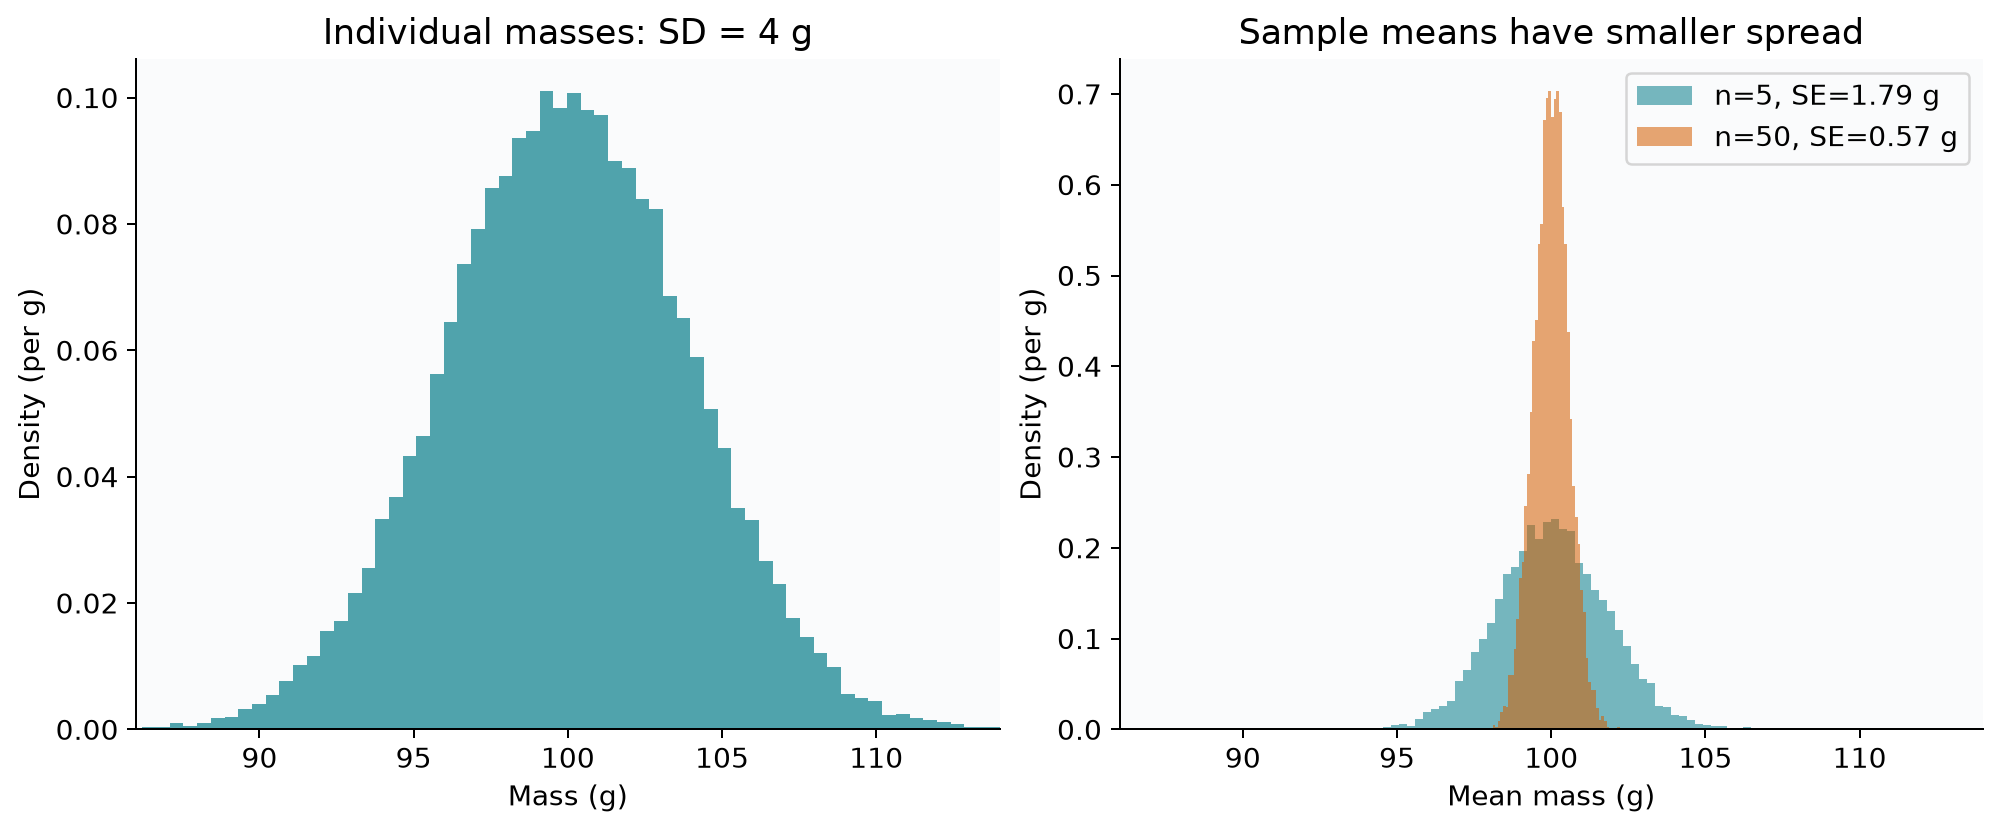 Individual masses: SD = 4 g
Density (per g)
0.10
0.08
0.06
0.04
0.02
0.00
90 95 100 105 110
Mass (g)
Sample means have smaller spread
n=5, SE=1.79 g
n=50, SE=0.57 g
Density (per g)
0.7
0.6
0.5
0.4
0.3
0.2
0.1
0.0
90 95 100 105 110
Mean mass (g)